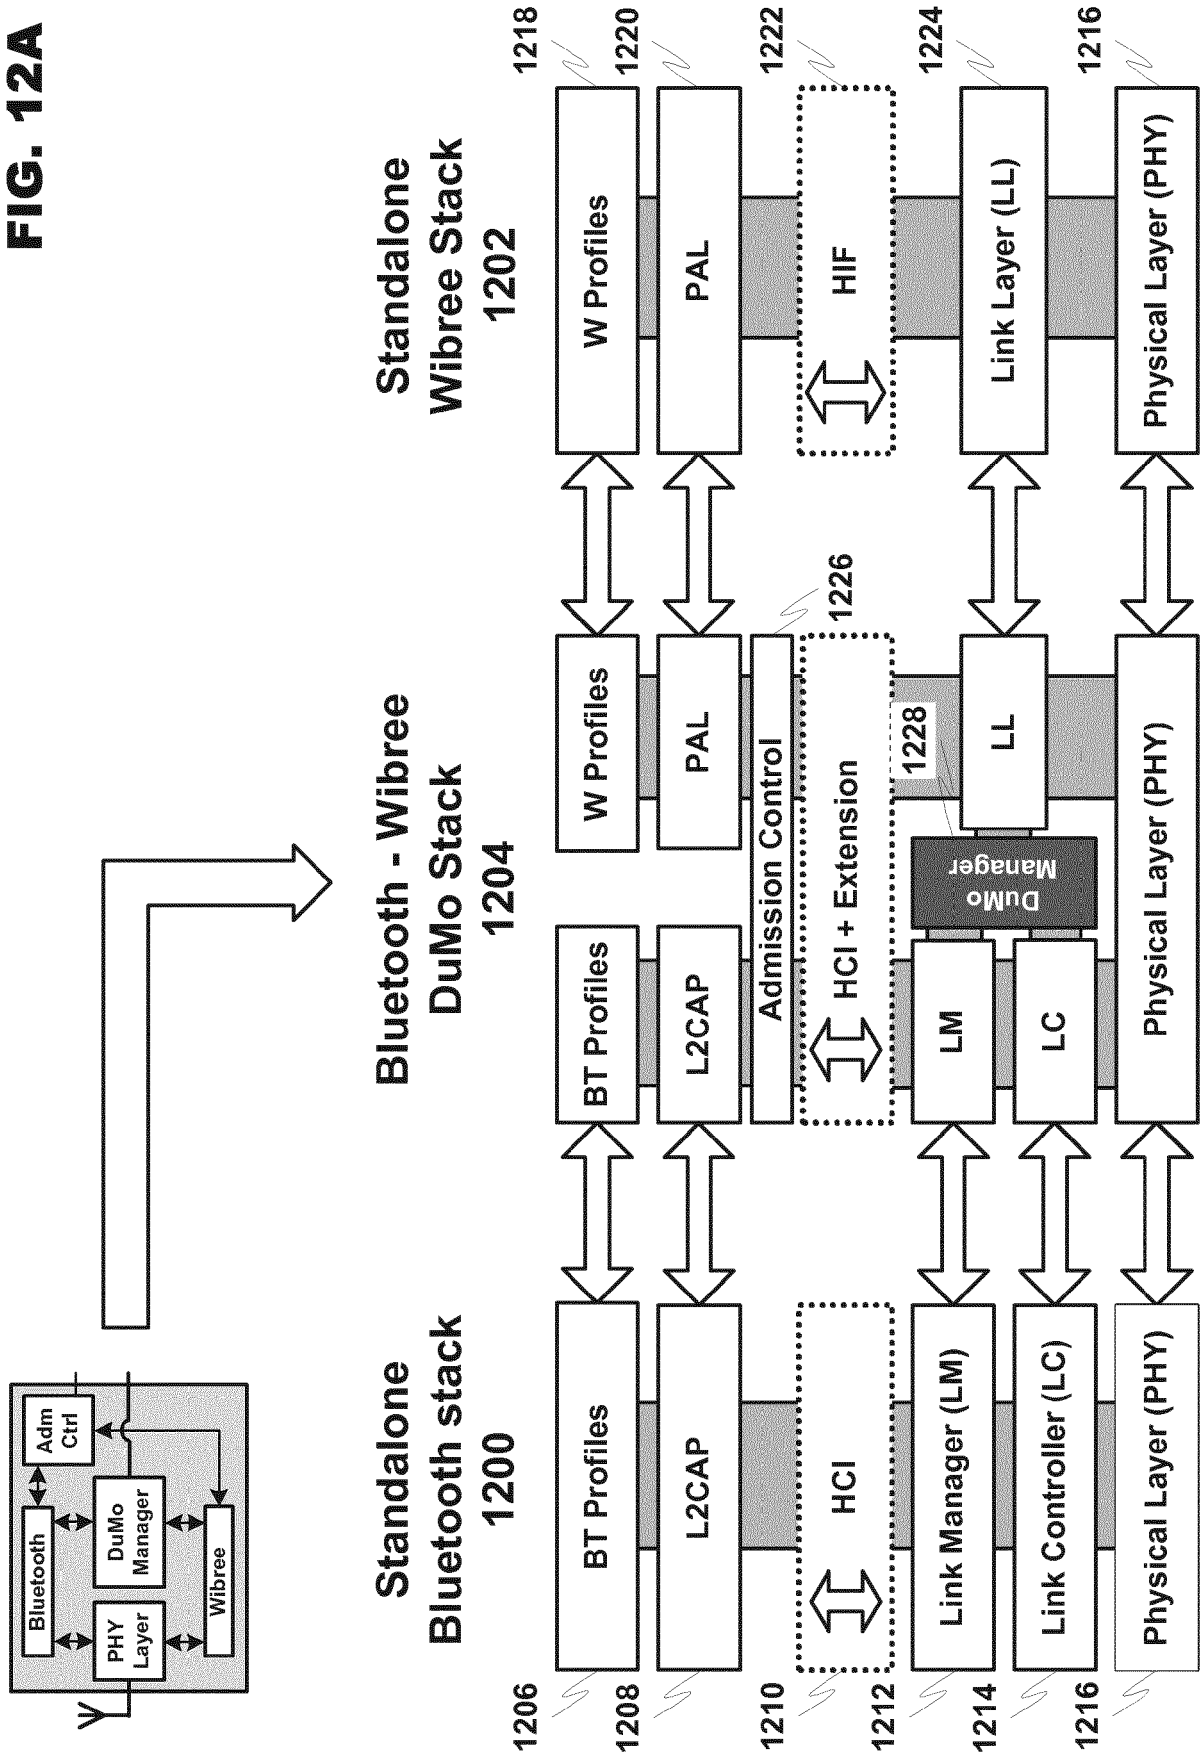 FIG. 12A
Bluetooth
PHY
Layer
DuMo
Manager
Adm
Ctrl
Wibree
Standalone
Bluetooth stack
1200
Bluetooth - Wibree
DuMo Stack
1204
Standalone
Wibree Stack
1202
1206
BT Profiles
BT Profiles
W Profiles
W Profiles
1218
1208
L2CAP
L2CAP
PAL
PAL
1220
Admission Control
1226
1210
HCI
HCI + Extension
HIF
1222
1212
Link Manager (LM)
LM
1228
DuMo
Manager
LL
Link Layer (LL)
1224
1214
Link Controller (LC)
LC
1216
Physical Layer (PHY)
Physical Layer (PHY)
Physical Layer (PHY)
1216